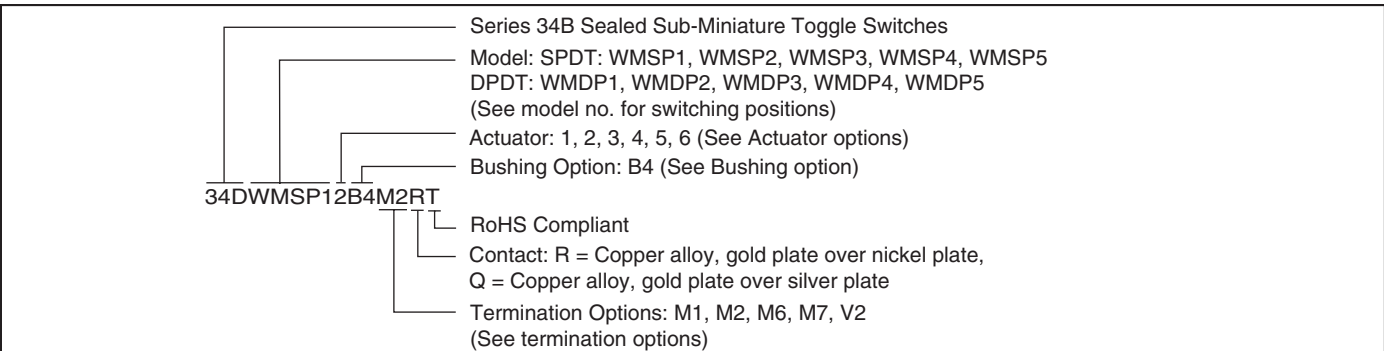 Series 34B Sealed Sub-Miniature Toggle Switches
Model: SPDT: WMSP1, WMSP2, WMSP3, WMSP4, WMSP5
DPDT: WMDP1, WMDP2, WMDP3, WMDP4, WMDP5
(See model no. for switching positions)
Actuator: 1, 2, 3, 4, 5, 6 (See Actuator options)
Bushing Option: B4 (See Bushing option)
34DWMSP12B4M2RT
RoHS Compliant
Contact: R = Copper alloy, gold plate over nickel plate,
Q = Copper alloy, gold plate over silver plate
Termination Options: M1, M2, M6, M7, V2
(See termination options)